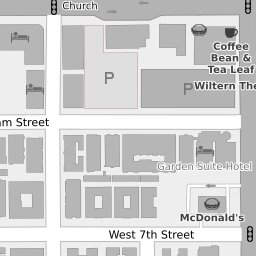 Church
P
Coffee
Bean &
Tea Leaf
P
Wiltern The
am Street
Garden Suite Hotel
McDonald's
West 7th Street